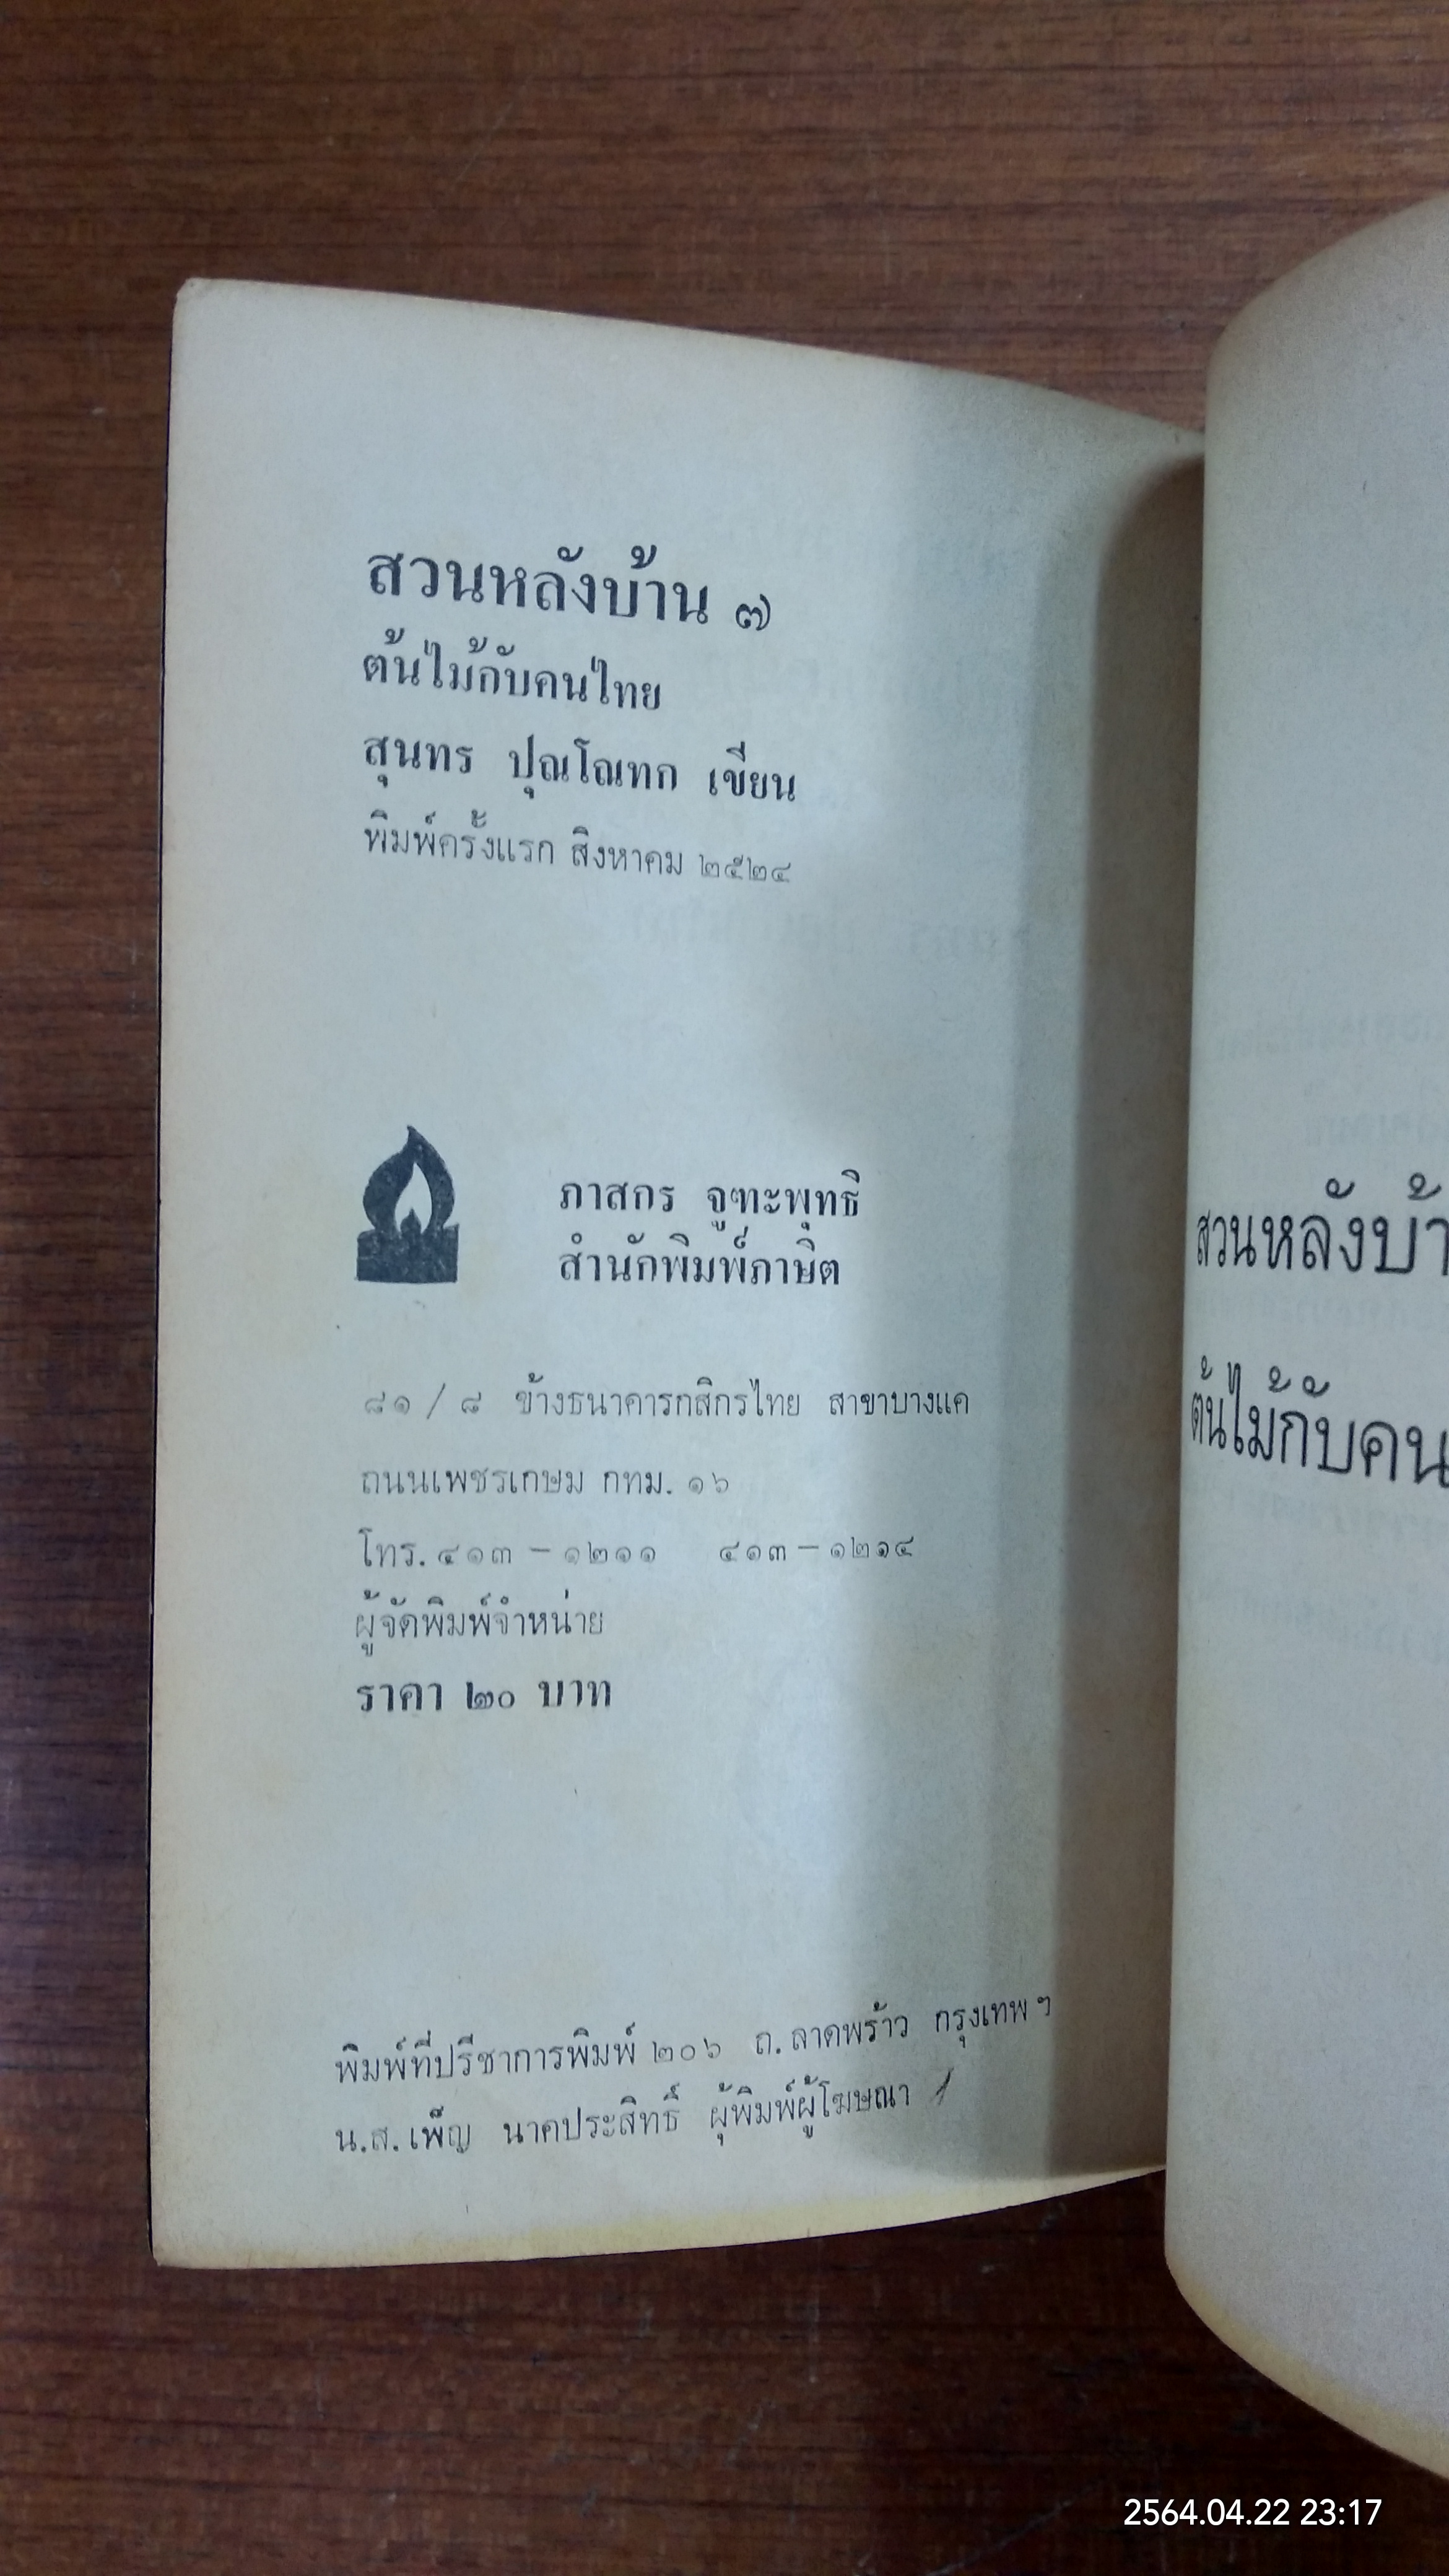 สวนหลังบ้าน ๗
ต้นไม้กับคนไทย
สุนทร ปุณโณทก เขียน
พิมพ์ครั้งแรก สิงหาคม ๒๕๒๔
ภาสกร จูฑะพุทธิ
สำนักพิมพ์ภาษิต
๘๑ / ๘ ข้างธนาคารกสิกรไทย สาขาบางแค
ถนนเพชรเกษม กทม. ๑๖
โทร. ๔๑๓ – ๑๒๑๑ ๔๑๓ – ๑๒๑๔
ผู้จัดพิมพ์จำหน่าย
ราคา ๒๐ บาท
พิมพ์ที่ปรีชาการพิมพ์ ๒๐๖ ถ. ลาดพร้าว กรุงเทพ ฯ
น.ส. เพ็ญ นาคประสิทธิ์ ผุ้พิมพ์ผู้โฆษณา
สวนหลังบ้า
ต้นไม้กับคน
2564.04.22 23:17